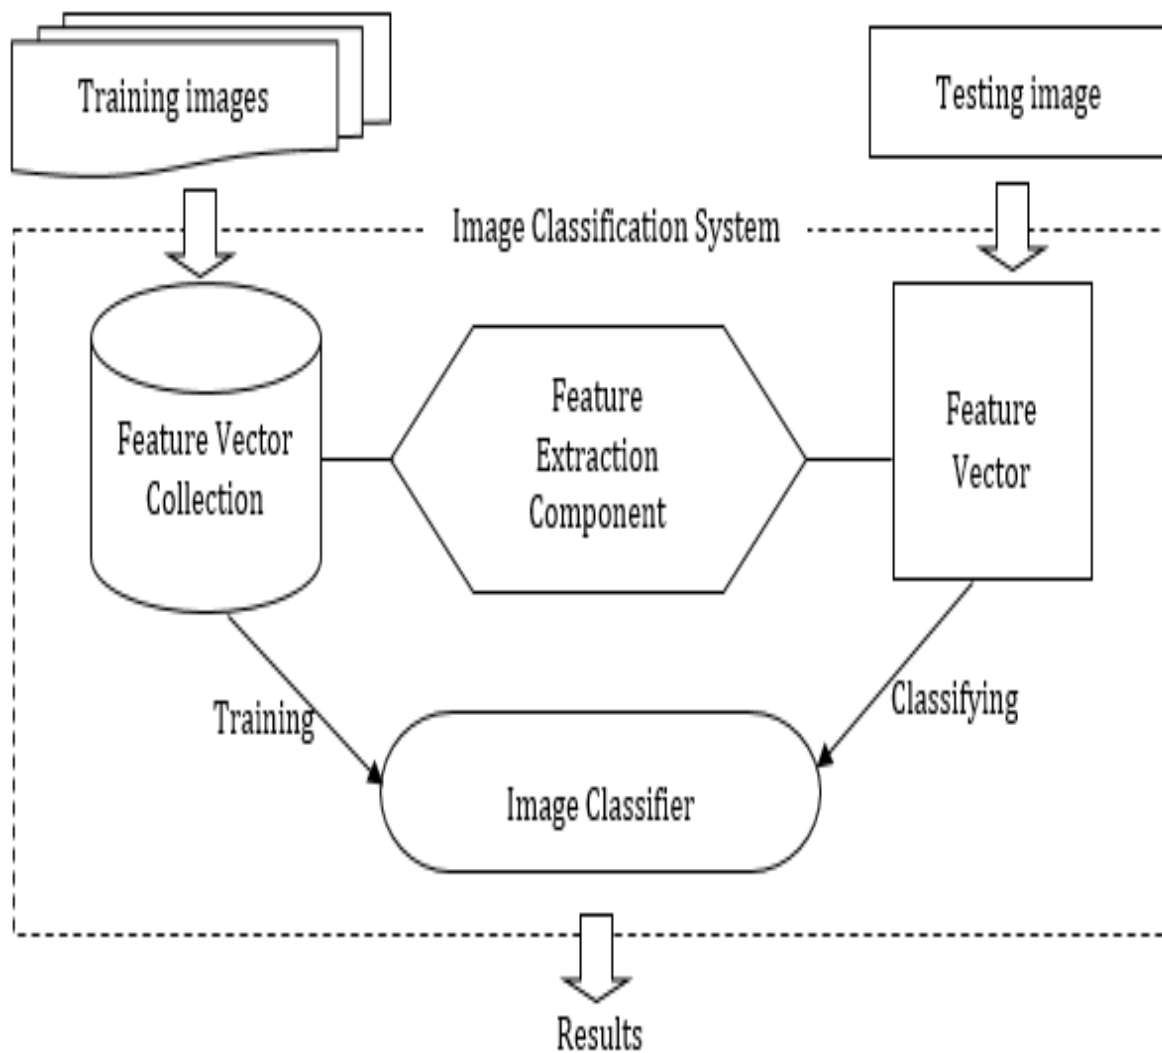 Training images
Testing image
Image Classification System
Feature Vector
Collection
Feature
Extraction
Component
Feature
Vector
Training
Classifying
Image Classifier
Results